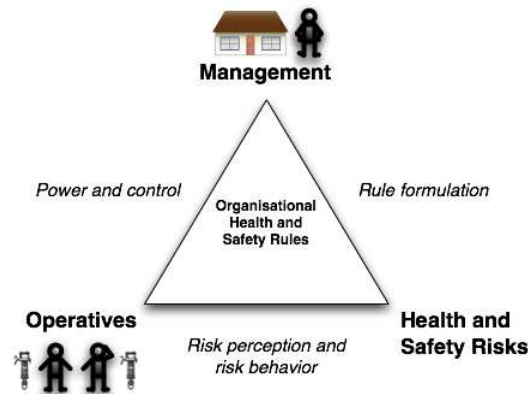 Management
Power and control
Rule formulation
Organisational
Health and
Safety Rules
Operatives
Health and
Safety Risks
Risk perception and
risk behavior